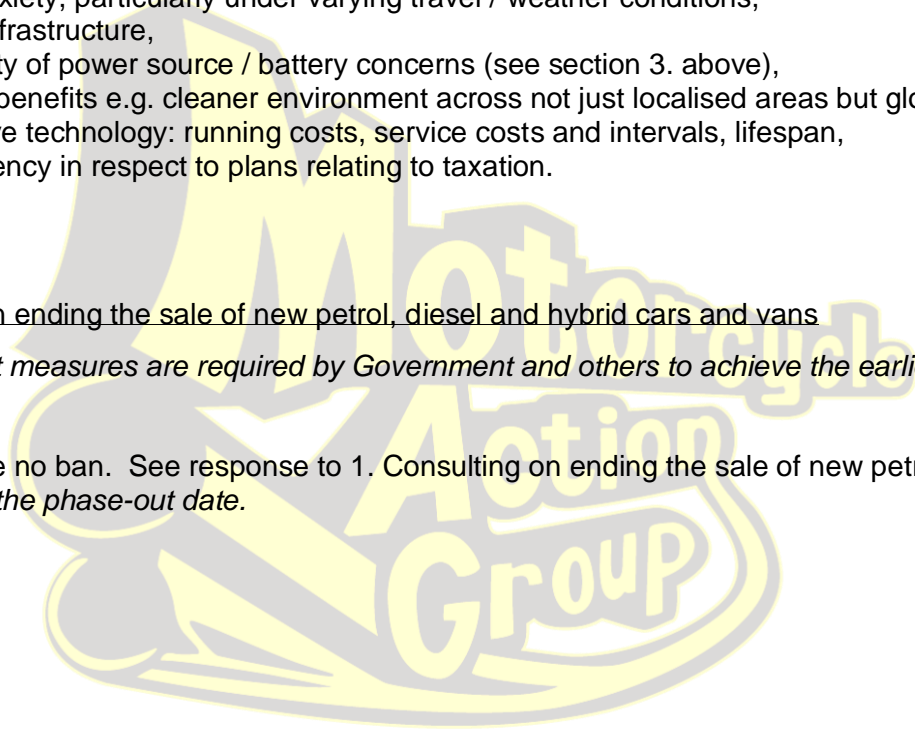 xiety, particularly under varying travel / weather conditions,
frastructure,
ty of power source / battery concerns (see section 3. above),
benefits e.g. cleaner environment across not just localised areas but glo
ve technology: running costs, service costs and intervals, lifespan,
ency in respect to plans relating to taxation.
n ending the sale of new petrol, diesel and hybrid cars and vans
t measures are required by Government and others to achieve the earlie
e no ban. See response to 1. Consulting on ending the sale of new petr
the phase-out date.
Motorcycle
Action
Group